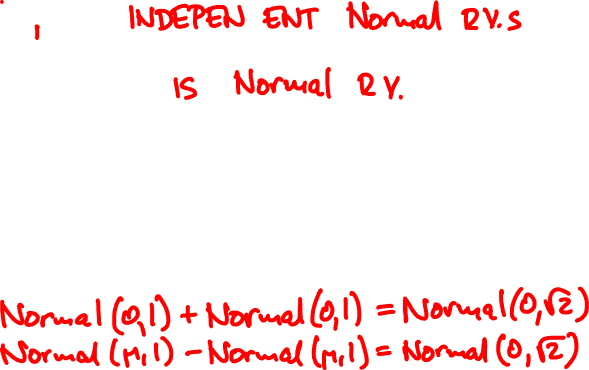 INDEPEN ENT Normal RV.S
IS Normal RV.
Normal (0,1) + Normal (0,1) = Normal (0,√2)
Normal (μ,1) - Normal (μ,1) = Normal (0,√2)